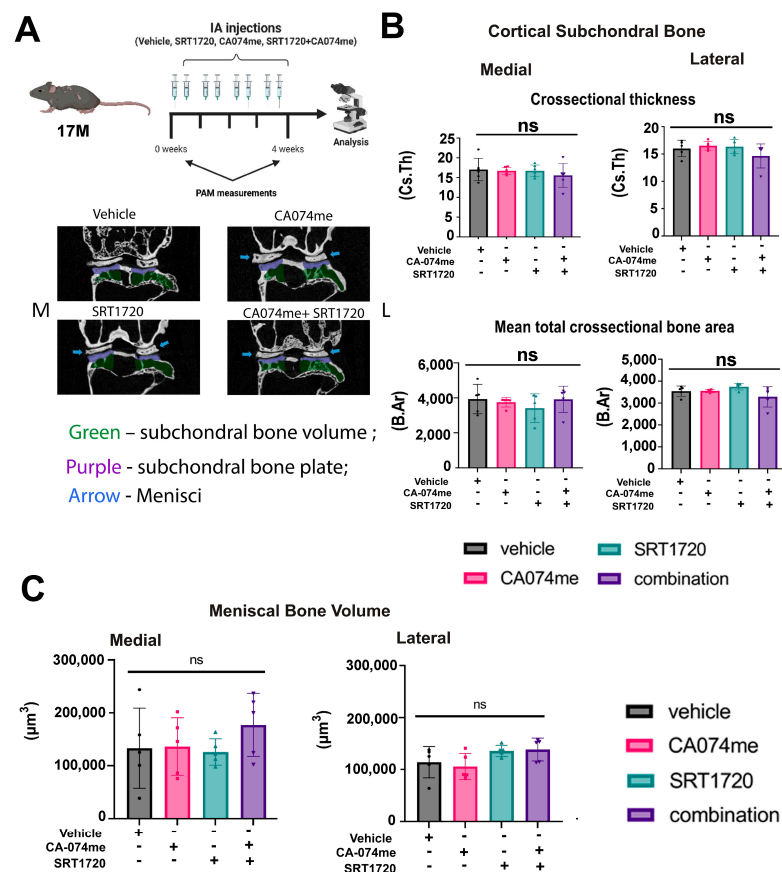 A
IA injections
(Vehicle, SRT1720, CA074me, SRT1720+CA074me)
17M
0 weeks
4 weeks
Analysis
PAM measurements
Vehicle
CA074me
M
SRT1720
CA074me+ SRT1720
L
Green – subchondral bone volume ;
Purple - subchondral bone plate;
Arrow - Menisci
B
Cortical Subchondral Bone
Medial
Lateral
Crossectional thickness
ns
(Cs.Th)
25
20
15
10
5
0
Vehicle + - - -
CA-074me - + - +
SRT1720 - - + +
ns
(Cs.Th)
20
15
10
5
0
Vehicle + - - -
CA-074me - + - +
SRT1720 - - + +
Mean total crossectional bone area
ns
(B.Ar)
6,000
4,000
2,000
0
Vehicle + - - -
CA-074me - + - +
SRT1720 - - + +
ns
(B.Ar)
5,000
4,000
3,000
2,000
1,000
0
Vehicle + - - -
CA-074me - + - +
SRT1720 - - + +
vehicle
SRT1720
CA074me
combination
C
Meniscal Bone Volume
Medial
Lateral
ns
(µm³)
300,000
200,000
100,000
0
Vehicle + - - -
CA-074me - + - +
SRT1720 - - + +
ns
(µm³)
300,000
200,000
100,000
0
Vehicle + - - -
CA-074me - + - +
SRT1720 - - + +
vehicle
CA074me
SRT1720
combination